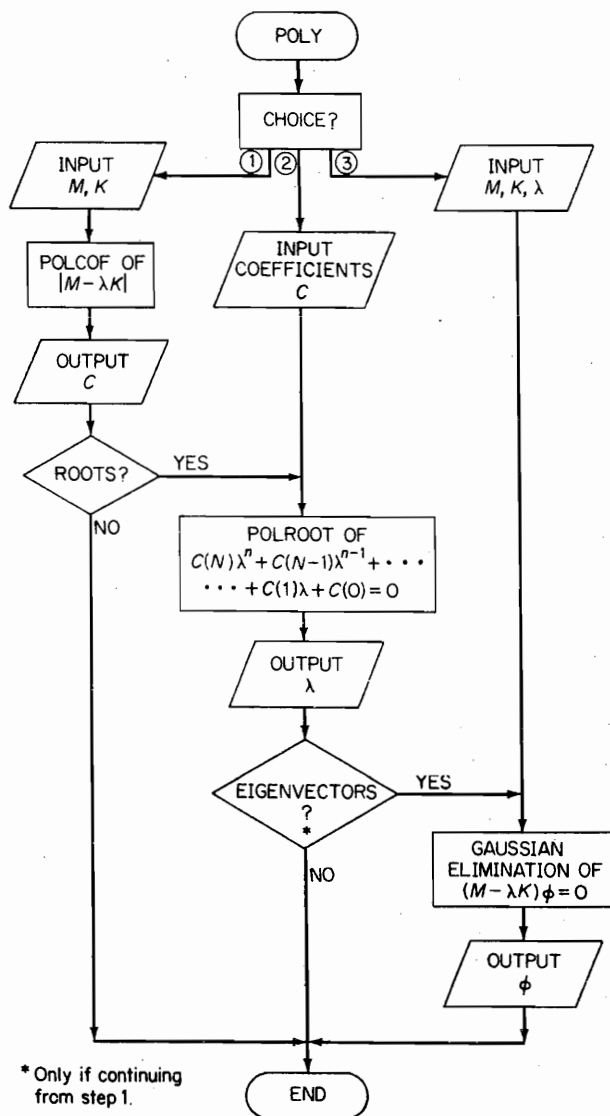 POLY
CHOICE?
① ② ③
INPUT
M, K
POLCOF OF
|M-λK|
OUTPUT
C
ROOTS?
YES
NO
INPUT
COEFFICIENTS
C
POLROOT OF
C(N)λⁿ+C(N-1)λⁿ⁻¹+···
···+C(1)λ+C(0)=0
OUTPUT
λ
EIGENVECTORS
?
*
YES
NO
INPUT
M, K, λ
GAUSSIAN
ELIMINATION OF
(M-λK)ϕ=0
OUTPUT
ϕ
* Only if continuing
from step 1.
END